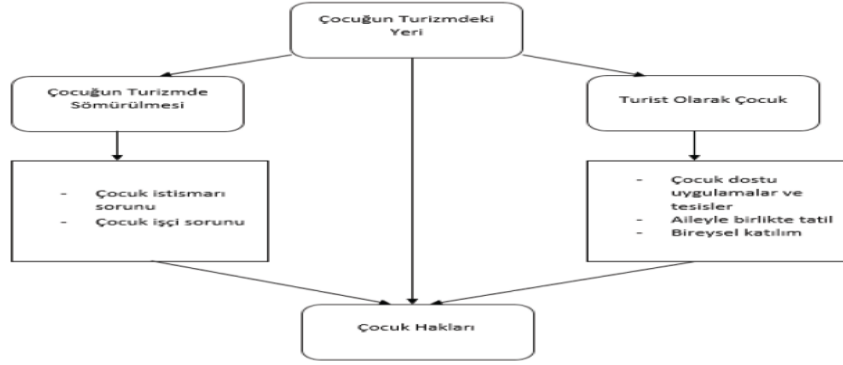 Çocuğun Turizmdeki
Yeri
Çocuğun Turizmde
Sömürülmesi
Turist Olarak Çocuk
- Çocuk istismarı
sorunu
- Çocuk işçi sorunu
- Çocuk dostu
uygulamalar ve
tesisler
- Aileyle birlikte tatil
- Bireysel katılım
Çocuk Hakları